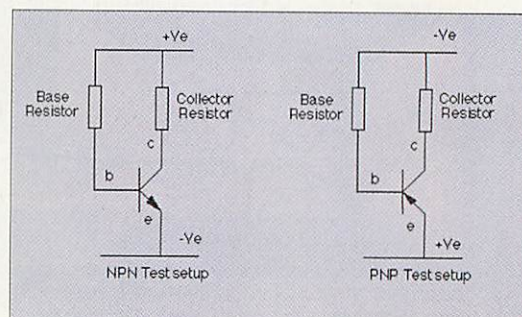 +Ve
Base
Resistor
Collector
Resistor
c
b
e
-Ve
NPN Test setup
-Ve
Base
Resistor
Collector
Resistor
c
b
e
+Ve
PNP Test setup